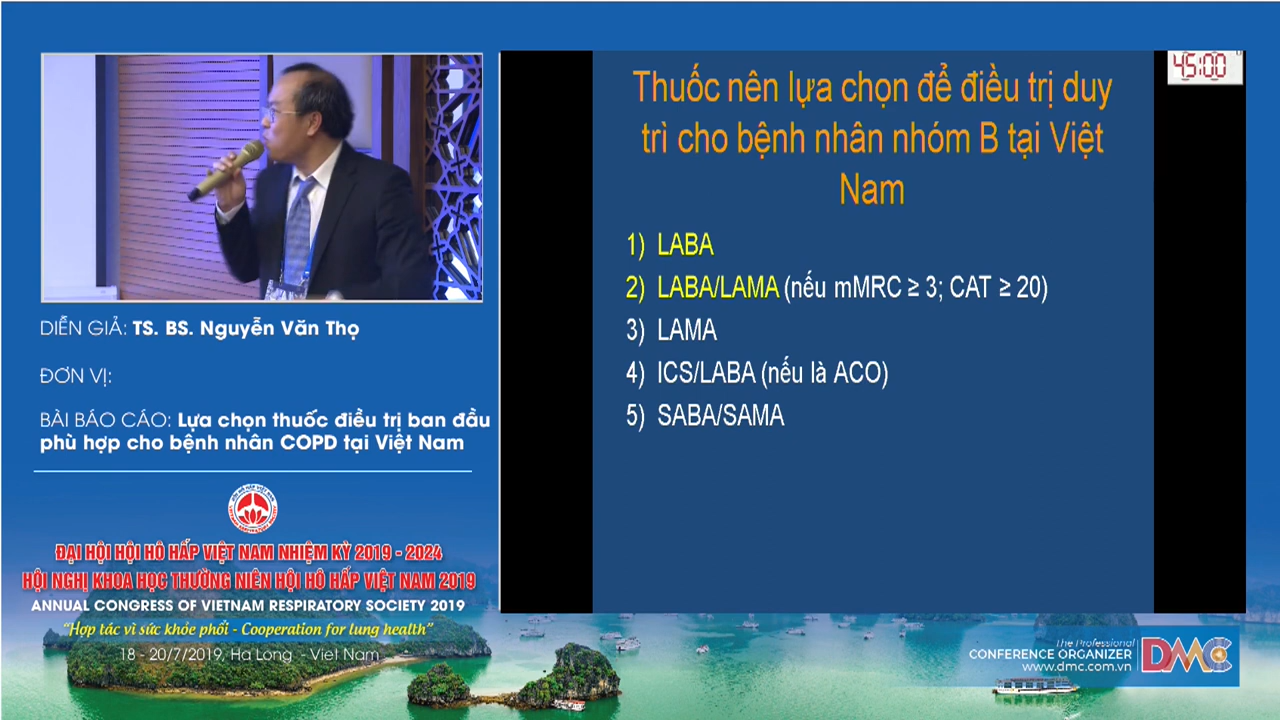 DIỄN GIẢ: TS. BS. Nguyễn Văn Thọ
ĐƠN VỊ:
BÀI BÁO CÁO: Lựa chọn thuốc điều trị ban đầu
phù hợp cho bệnh nhân COPD tại Việt Nam
ĐẠI HỘI HỘI HÔ HẤP VIỆT NAM NHIỆM KỲ 2019 - 2024
HỘI NGHỊ KHOA HỌC THƯỜNG NIÊN HỘI HÔ HẤP VIỆT NAM 2019
ANNUAL CONGRESS OF VIETNAM RESPIRATORY SOCIETY 2019
“Hợp tác vì sức khỏe phổi - Cooperation for lung health”
18 - 20/7/2019, Ha Long - Viet Nam
Thuốc nên lựa chọn để điều trị duy
trì cho bệnh nhân nhóm B tại Việt
Nam
1) LABA
2) LABA/LAMA (nếu mMRC ≥ 3; CAT ≥ 20)
3) LAMA
4) ICS/LABA (nếu là ACO)
5) SABA/SAMA
45:00
The Professional
CONFERENCE ORGANIZER
www.dmc.com.vn
DMC